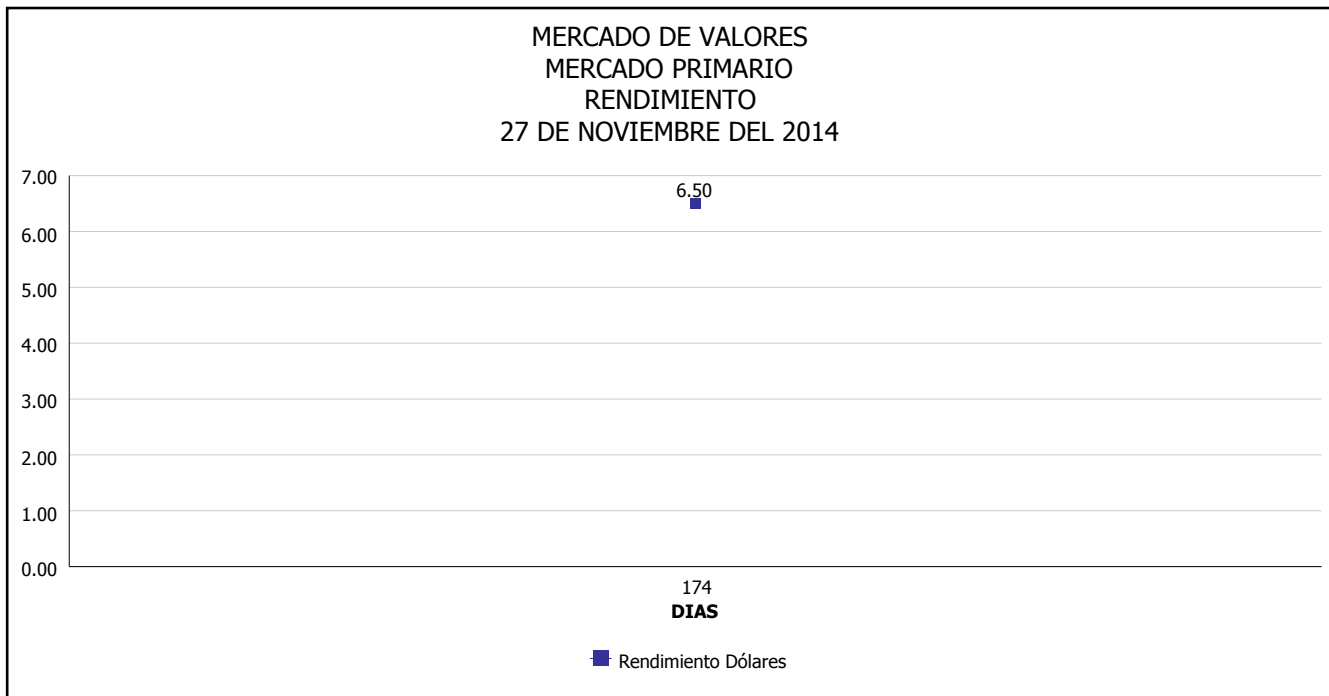 MERCADO DE VALORES
MERCADO PRIMARIO
RENDIMIENTO
27 DE NOVIEMBRE DEL 2014
7.00
6.50
6.00
5.00
4.00
3.00
2.00
1.00
0.00
174
DIAS
Rendimiento Dólares